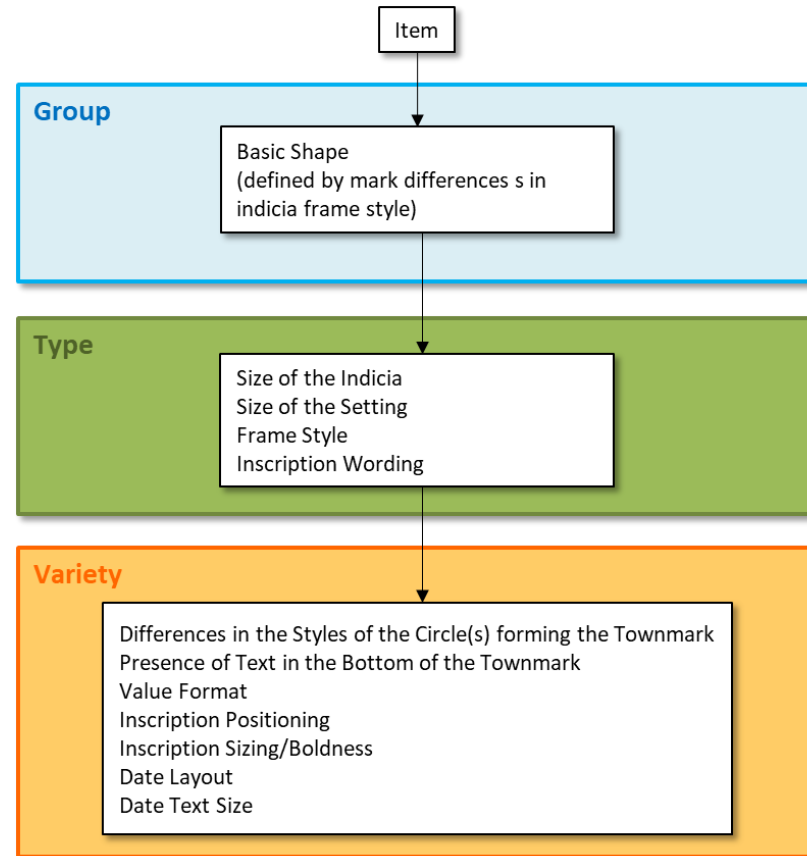 Item
Group
Basic Shape
(defined by mark differences s in
indicia frame style)
Type
Size of the Indicia
Size of the Setting
Frame Style
Inscription Wording
Variety
Differences in the Styles of the Circle(s) forming the Townmark
Presence of Text in the Bottom of the Townmark
Value Format
Inscription Positioning
Inscription Sizing/Boldness
Date Layout
Date Text Size